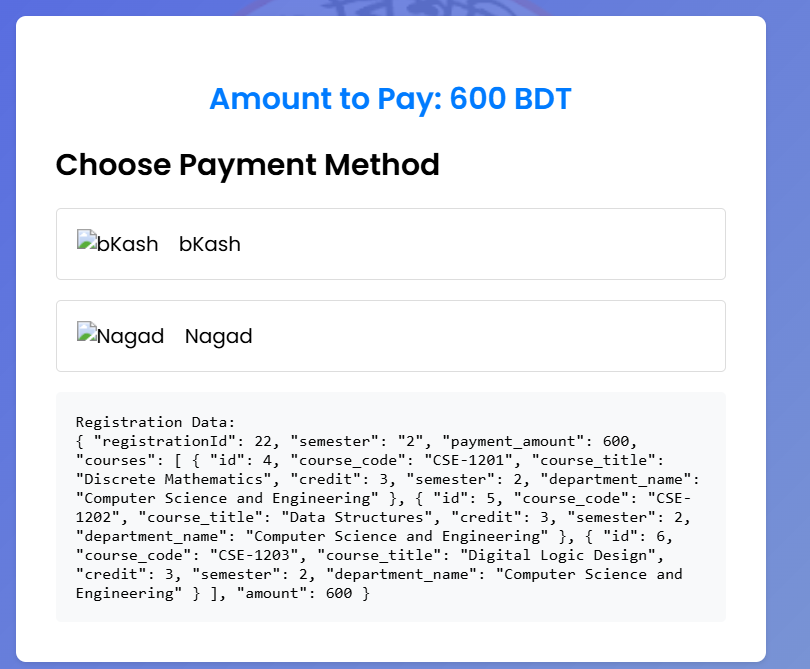 Amount to Pay: 600 BDT
Choose Payment Method
bKash bKash
Nagad Nagad
Registration Data:
{ "registrationId": 22, "semester": "2", "payment_amount": 600,
"courses": [ { "id": 4, "course_code": "CSE-1201", "course_title":
"Discrete Mathematics", "credit": 3, "semester": 2, "department_name":
"Computer Science and Engineering" }, { "id": 5, "course_code": "CSE-
1202", "course_title": "Data Structures", "credit": 3, "semester": 2,
"department_name": "Computer Science and Engineering" }, { "id": 6,
"course_code": "CSE-1203", "course_title": "Digital Logic Design",
"credit": 3, "semester": 2, "department_name": "Computer Science and
Engineering" } ], "amount": 600 }